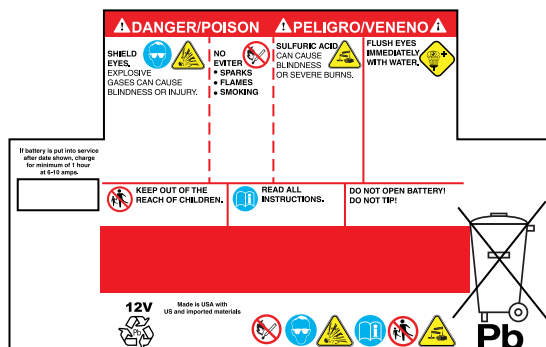 DANGER/POISON
PELIGRO/VENENO
SHIELD
EYES.
EXPLOSIVE
GASES CAN CAUSE
BLINDNESS OR INJURY.
NO
EVITER
• SPARKS
• FLAMES
• SMOKING
SULFURIC ACID
CAN CAUSE
BLINDNESS
OR SEVERE BURNS.
FLUSH EYES
IMMEDIATELY
WITH WATER.
If battery is put into service
after date shown, charge
for minimum of 1 hour
at 6-10 amps.
KEEP OUT OF THE
REACH OF CHILDREN.
READ ALL
INSTRUCTIONS.
DO NOT OPEN BATTERY!
DO NOT TIP!
12V
Pb
Made is USA with
US and imported materials
Pb